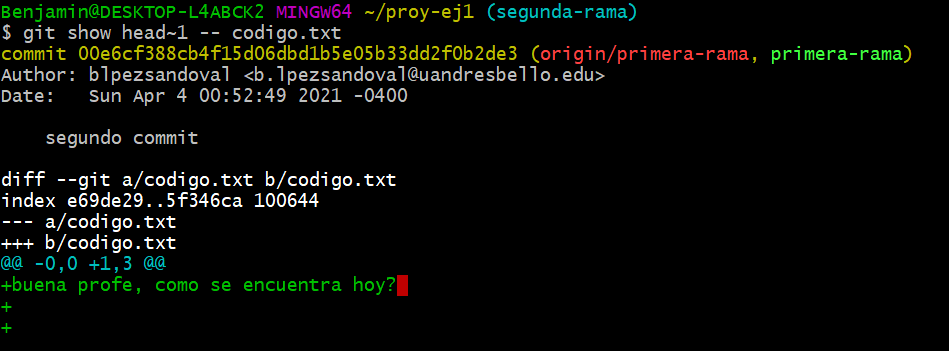 Benjamin@DESKTOP-L4ABCK2 MINGW64 ~/proy-ej1 (segunda-rama)
$ git show head~1 -- codigo.txt
commit 00e6cf388cb4f15d06dbd1b5e05b33dd2f0b2de3 (origin/primera-rama, primera-rama)
Author: blpezsandoval <b.lpezsandoval@uandresbello.edu>
Date:   Sun Apr 4 00:52:49 2021 -0400

    segundo commit

diff --git a/codigo.txt b/codigo.txt
index e69de29..5f346ca 100644
--- a/codigo.txt
+++ b/codigo.txt
@@ -0,0 +1,3 @@
+buena profe, como se encuentra hoy?
+
+